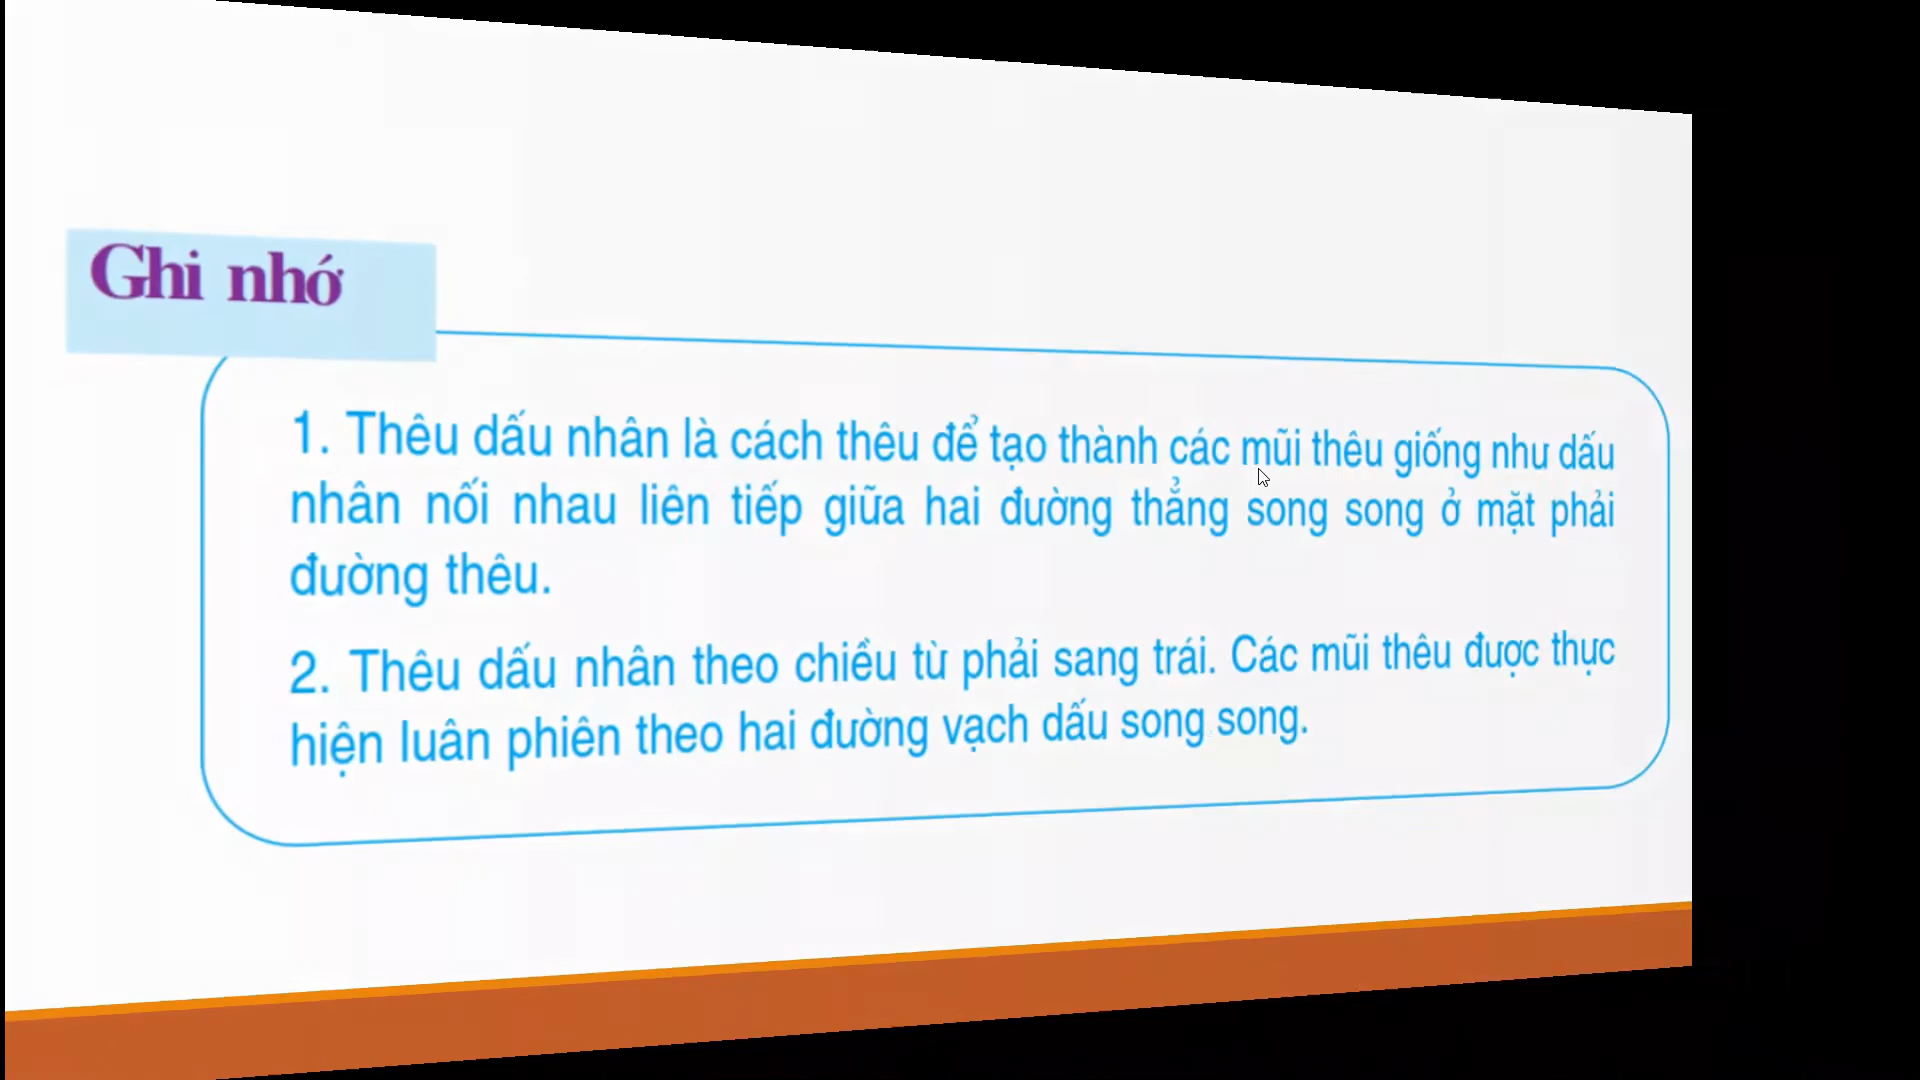 Ghi nhớ
1. Thêu dấu nhân là cách thêu để tạo thành các mũi thêu giống như dấu
nhân nối nhau liên tiếp giữa hai đường thẳng song song ở mặt phải
đường thêu.
2. Thêu dấu nhân theo chiều từ phải sang trái. Các mũi thêu được thực
hiện luân phiên theo hai đường vạch dấu song song.